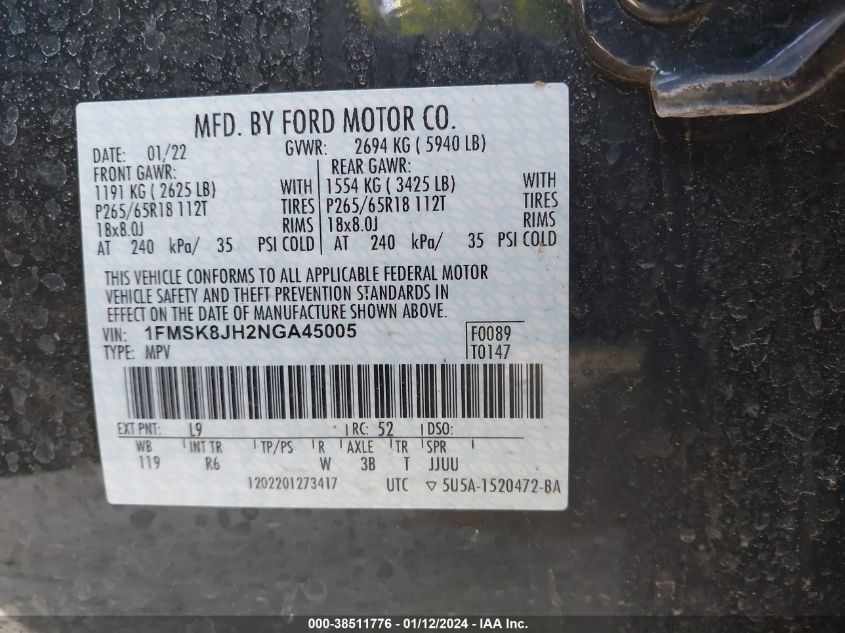 MFD. BY FORD MOTOR CO.
DATE: 01/22 GVWR: 2694 KG ( 5940 LB)
FRONT GAWR: REAR GAWR:
1191 KG ( 2625 LB) WITH 1554 KG ( 3425 LB) WITH
P265/65R18 112T TIRES P265/65R18 112T TIRES
18x8.0J RIMS 18x8.0J RIMS
AT 240 kPa/ 35 PSI COLD AT 240 kPa/ 35 PSI COLD
THIS VEHICLE CONFORMS TO ALL APPLICABLE FEDERAL MOTOR
VEHICLE SAFETY AND THEFT PREVENTION STANDARDS IN
EFFECT ON THE DATE OF MANUFACTURE SHOWN ABOVE.
VIN: 1FMSK8JH2NGA45005 F0089
TYPE: MPV T0147
EXT PNT: L9 RC: 52 DSO:
WB INT TR TP/PS R AXLE TR SPR
119 R6 W 3B T JJUU
1202201273417 UTC ▽ 5U5A-1520472-BA
000-38511776 - 01/12/2024 - IAA Inc.